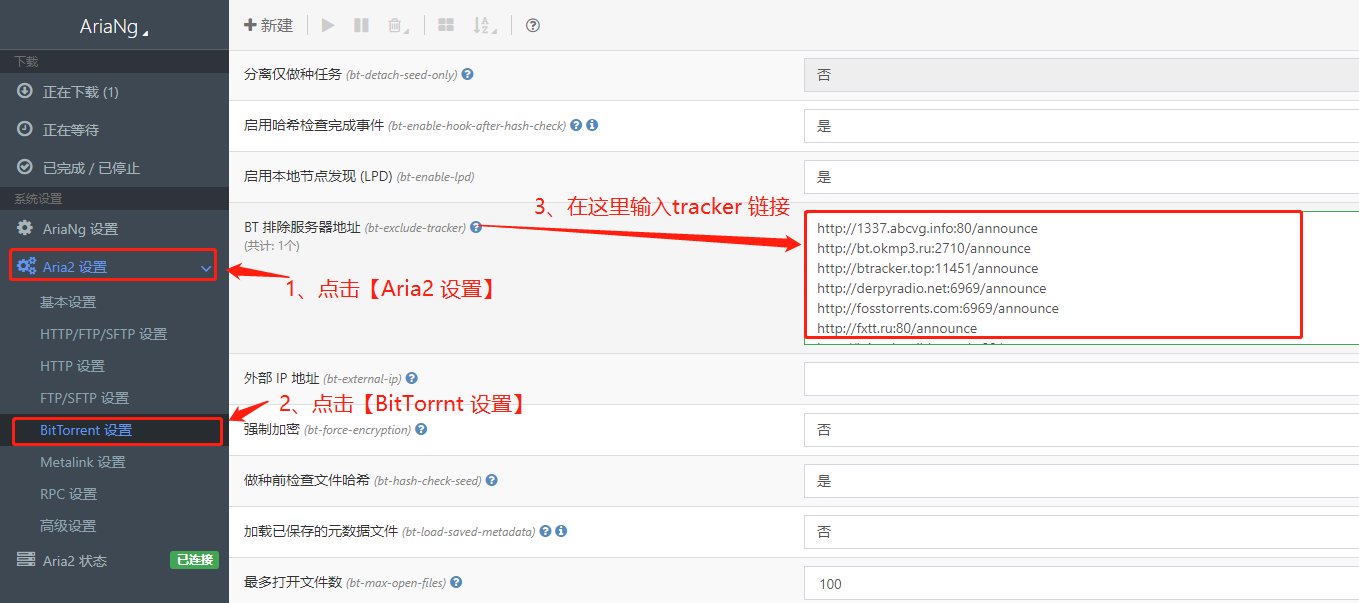 AriaNg
新建
下载
正在下载 (1)
正在等待
已完成 / 已停止
系统设置
AriaNg 设置
Aria2 设置
基本设置
HTTP/FTP/SFTP 设置
HTTP 设置
FTP/SFTP 设置
BitTorrent 设置
Metalink 设置
RPC 设置
高级设置
Aria2 状态 已连接
分离仅做种任务 (bt-detach-seed-only) 否
启用哈希检查完成事件 (bt-enable-hook-after-hash-check) 是
启用本地节点发现 (LPD) (bt-enable-lpd) 是
3、在这里输入tracker 链接
BT 排除服务器地址 (bt-exclude-tracker)
(共计: 1个)
http://1337.abcvg.info:80/announce
http://bt.okmp3.ru:2710/announce
http://btracker.top:11451/announce
http://derpyradio.net:6969/announce
http://fosstorrents.com:6969/announce
http://fxtt.ru:80/announce
1、点击【Aria2 设置】
外部 IP 地址 (bt-external-ip)
2、点击【BitTorrnt 设置】
强制加密 (bt-force-encryption) 否
做种前检查文件哈希 (bt-hash-check-seed) 是
加载已保存的元数据文件 (bt-load-saved-metadata) 否
最多打开文件数 (bt-max-open-files) 100